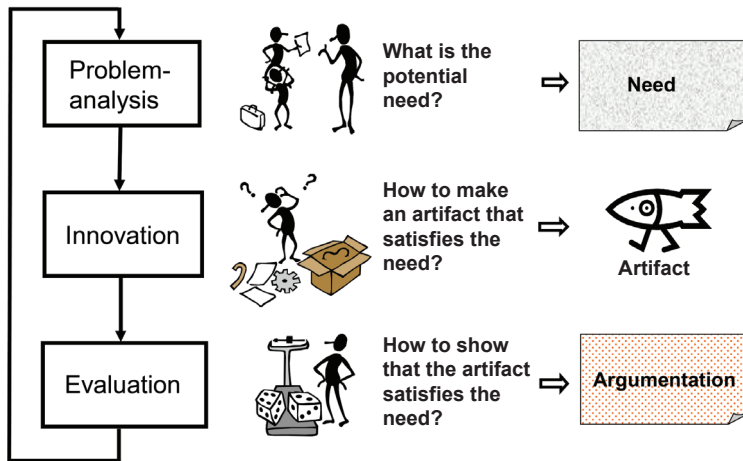 Problem-
analysis
What is the
potential
need?
Need
Innovation
How to make
an artifact that
satisfies the
need?
Artifact
Evaluation
How to show
that the artifact
satisfies the
need?
Argumentation